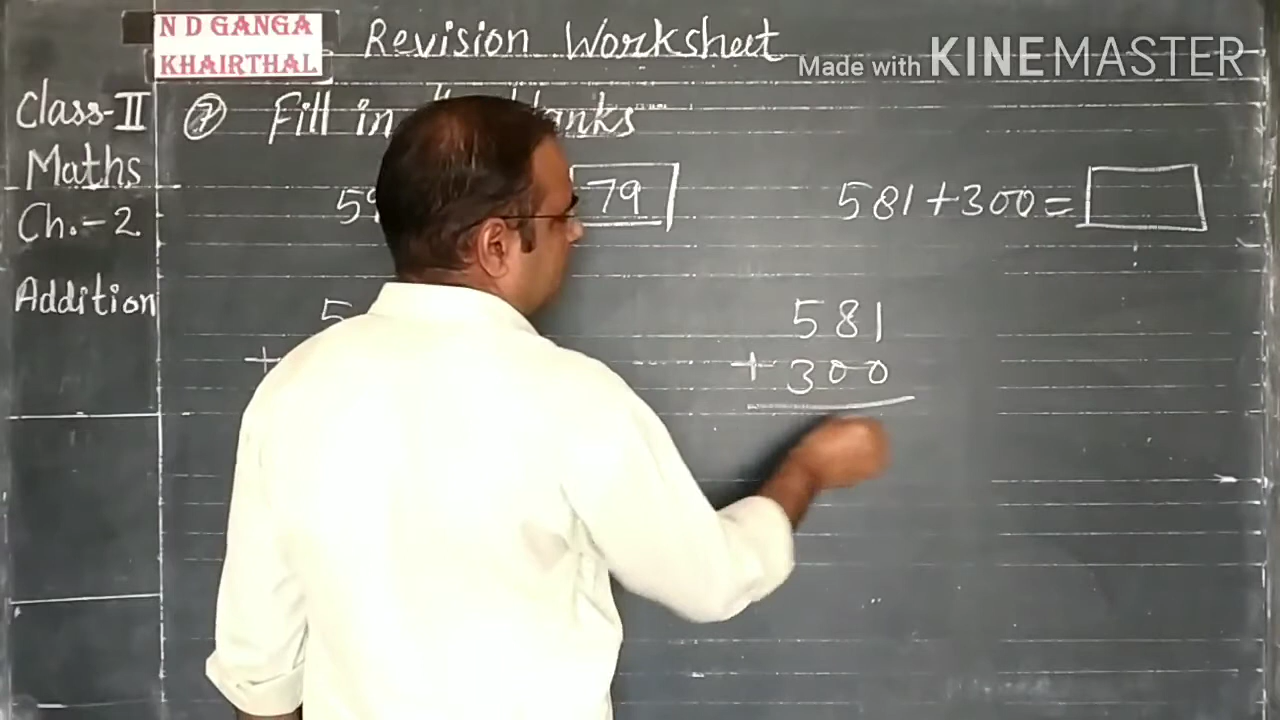 N D GANGA
KHAIRTHAL
Revision Worksheet
Made with KINEMASTER
Class-II
Maths
Ch.-2
Addition
7 Fill in
79
581+300=
581
+300